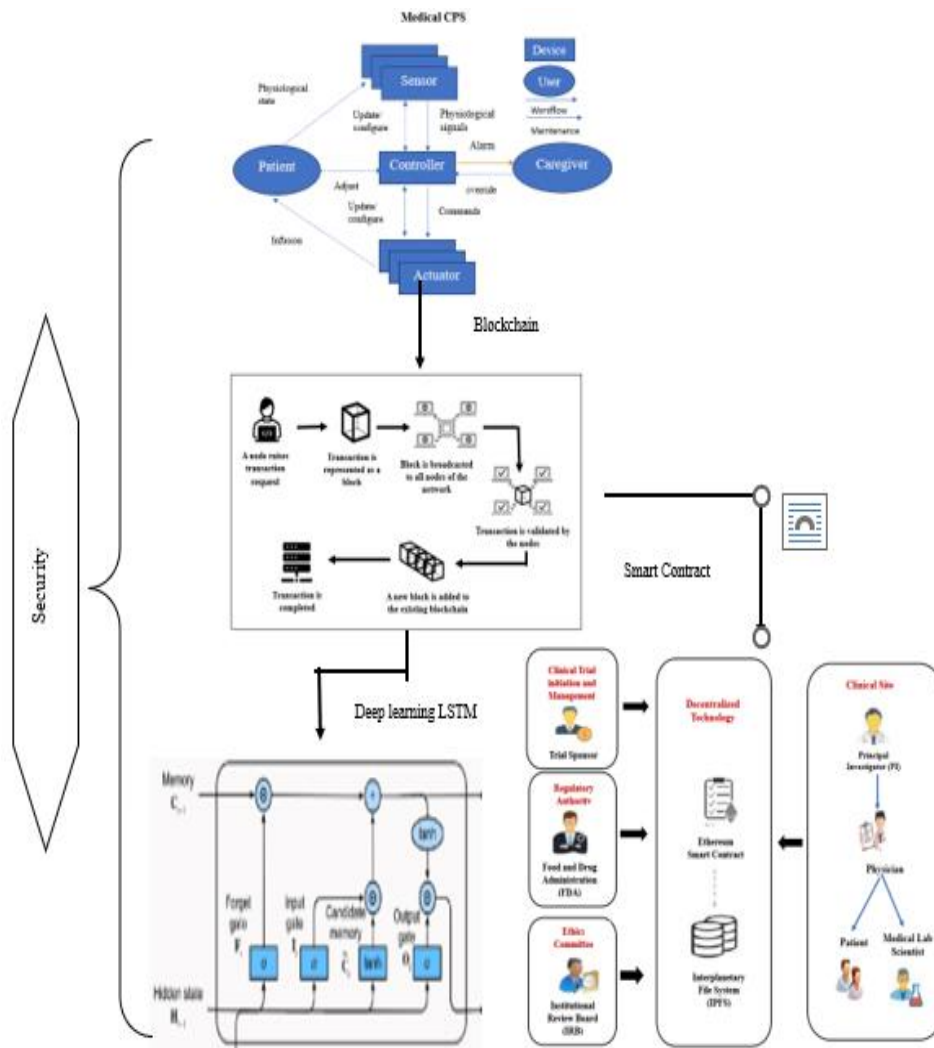 Medical CPS
Device
Sensor
User
Physiological
state
Workflow
Update/
configure
Physiological
signals
Maintenance
Alarm
Patient
Controller
Caregiver
Adjust
override
Update/
configure
Commands
Infusion
Actuator
Blockchain
Security
A node raises
transaction
request
Transaction is
represented as a
block
Block is broadcasted
to all nodes of the
network
Transaction is validated by
the nodes
Transaction is
completed
A new block is added to
the existing blockchain
Smart Contract
Deep learning LSTM
Memory
C t-1
tanh
Forget
gate
F t
σ
Input
gate
I t
σ
Candidate
memory
C̃ t
tanh
Output
gate
O t
σ
Hidden state
H t-1
Clinical Trial
Initiation and
Management
Trial Sponsor
Regulatory
Authority
Food and Drug
Administration
(FDA)
Ethics
Committee
Institutional
Review Board
(IRB)
Decentralized
Technology
Ethereum
Smart Contract
Interplanetary
File System
(IPFS)
Clinical Site
Principal
Investigator (PI)
Physician
Patient
Medical Lab
Scientist